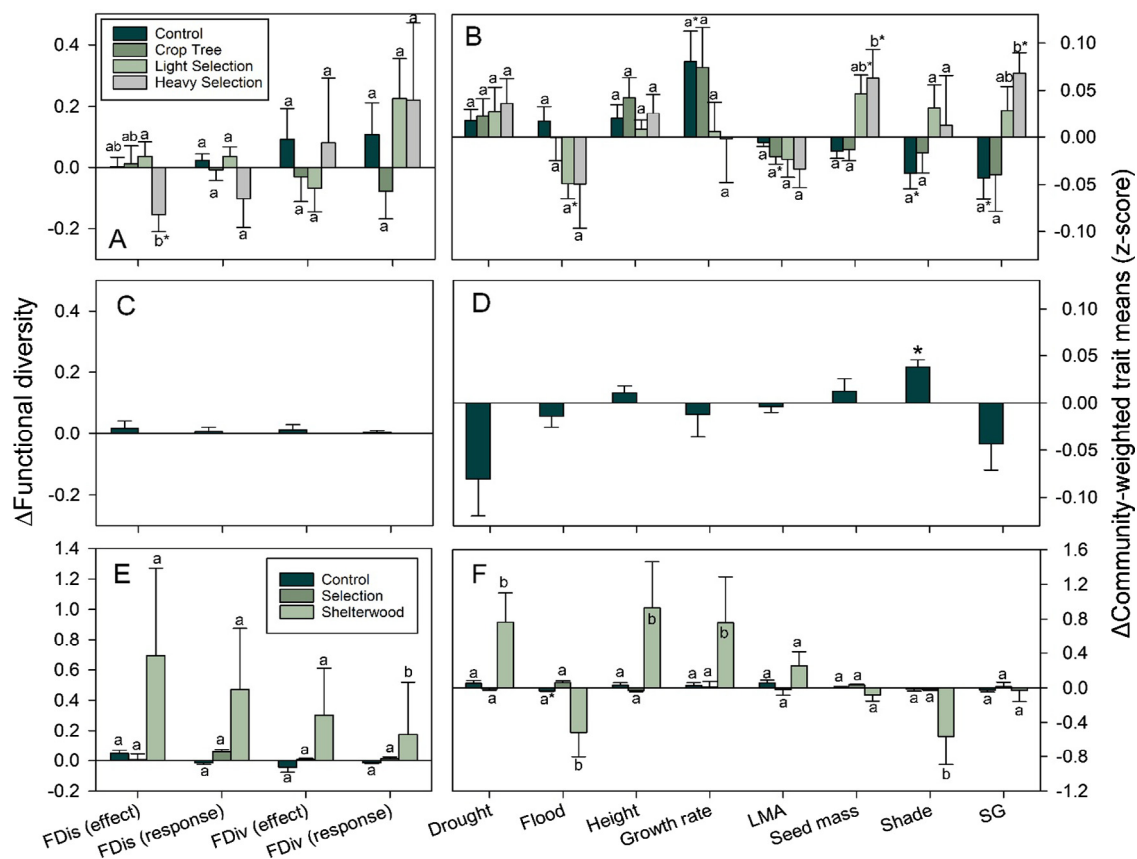 Control
Crop Tree
Light Selection
Heavy Selection
0.4
0.2
0.0
-0.2
ab ab a b*
a a a a
a a a a
a a a a
A
B
0.10
0.05
0.00
-0.05
-0.10
a a a a
a a a* a
a a a a
a* a a a
a a* a a
a a ab* b*
a* a a a
a* a ab b*
C
0.4
0.2
0.0
-0.2
D
*
0.10
0.05
0.00
-0.05
-0.10
ΔFunctional diversity
ΔCommunity-weighted trait means (z-score)
E
Control
Selection
Shelterwood
1.4
1.2
1.0
0.8
0.6
0.4
0.2
0.0
-0.2
a a a
a a a
a a a
a a b
F
1.6
1.2
0.8
0.4
0.0
-0.4
-0.8
-1.2
a a b
a* a b
a a b
a a b
a a a
a a a
a a b
a a a
FDis (effect)
FDis (response)
FDiv (effect)
FDiv (response)
Drought
Flood
Height
Growth rate
LMA
Seed mass
Shade
SG